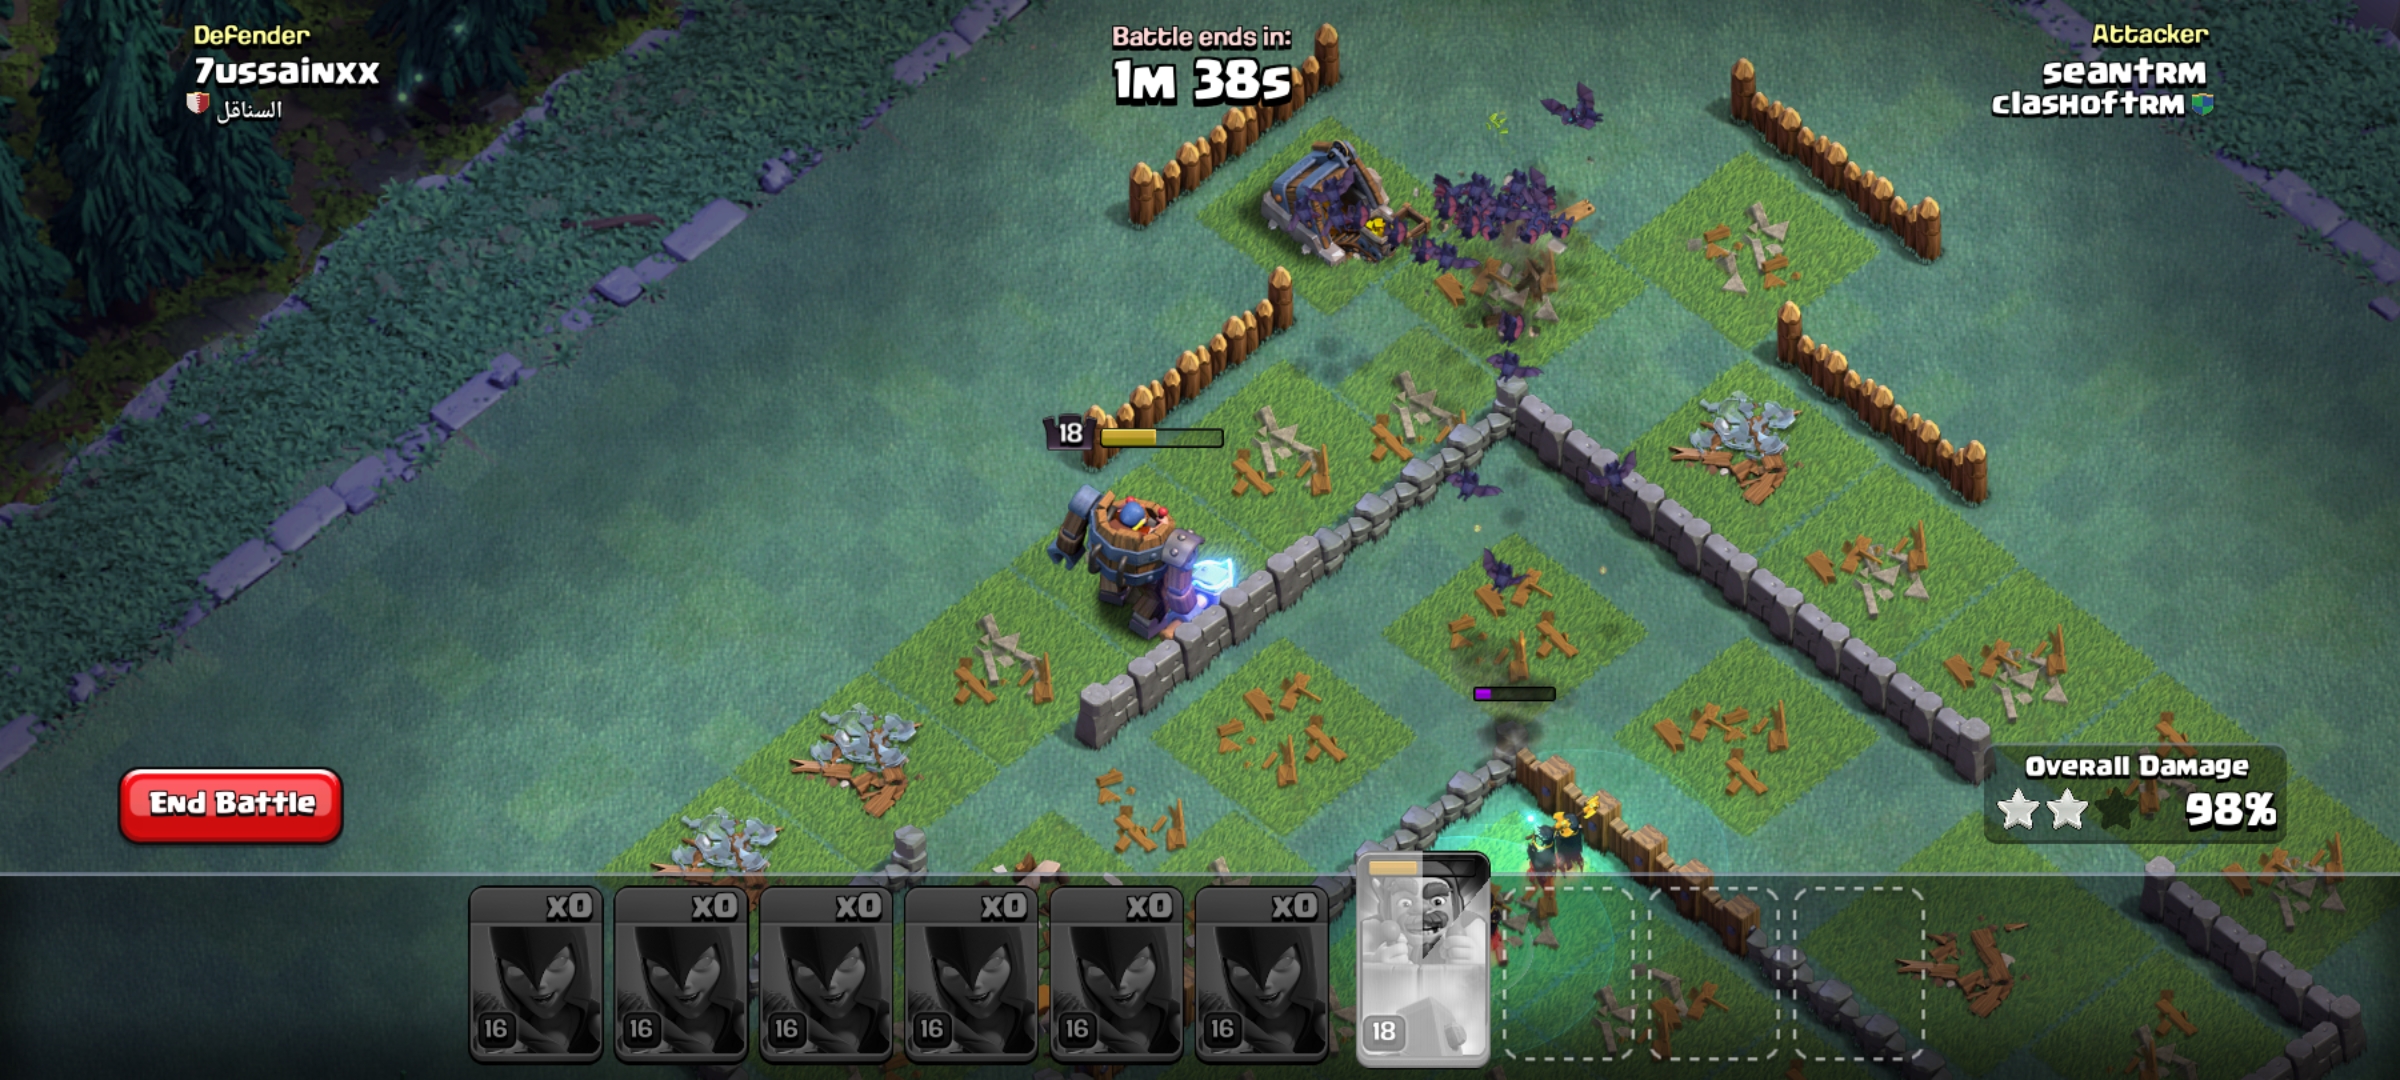 Defender
7ussainxx
السناقل
Battle ends in:
1M 38s
Attacker
seantRM
clashoftRM
18
End Battle
Overall Damage
98%
x0
x0
x0
x0
x0
x0
16
16
16
16
16
16
18